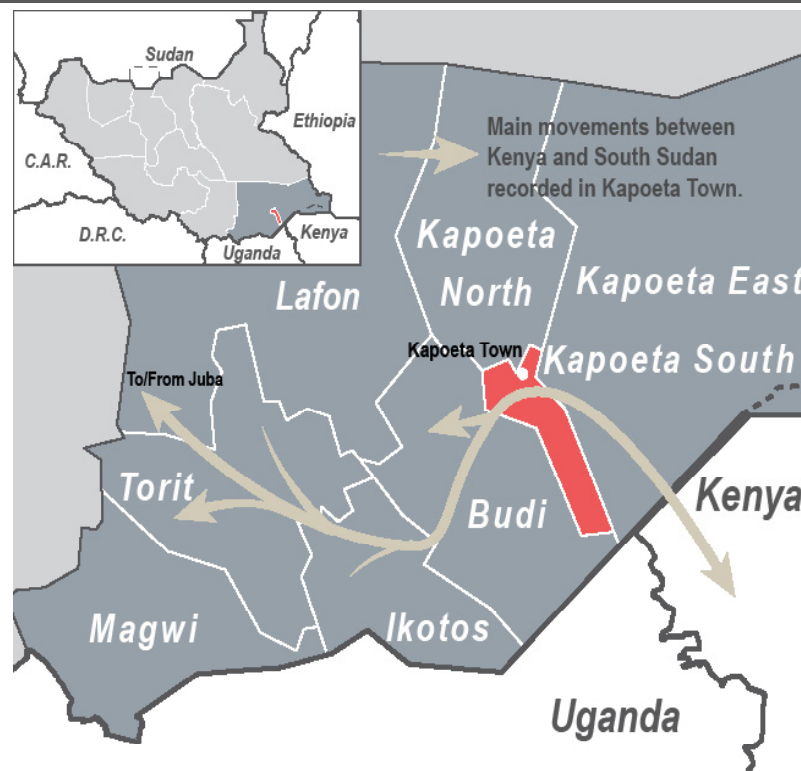 Sudan
Ethiopia
C.A.R.
D.R.C.
Kenya
Uganda
Main movements between
Kenya and South Sudan
recorded in Kapoeta Town.
Kapoeta
North
Lafon
Kapoeta East
Kapoeta Town
Kapoeta South
To/From Juba
Torit
Kenya
Budi
Magwi
Ikotos
Uganda